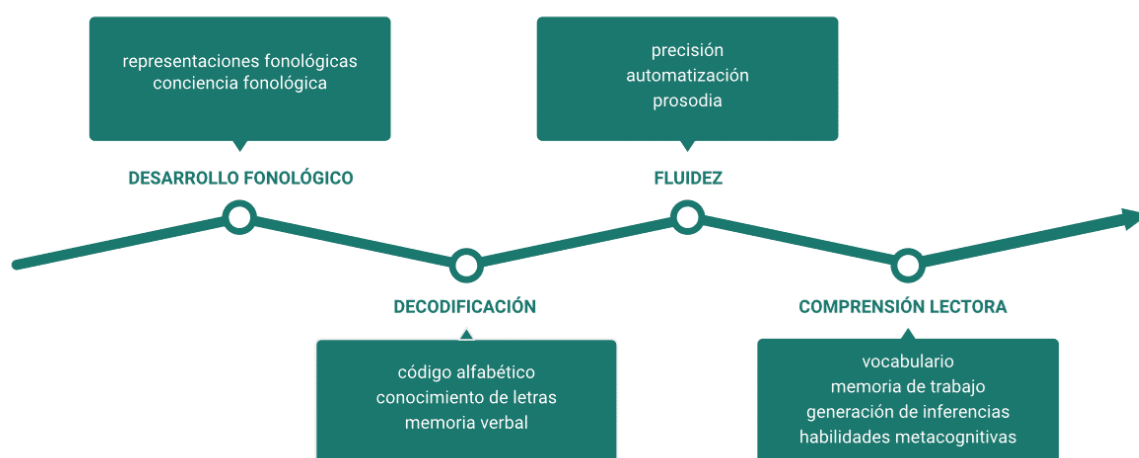 representaciones fonológicas
conciencia fonológica
DESARROLLO FONOLÓGICO
precisión
automatización
prosodia
FLUIDEZ
DECODIFICACIÓN
código alfabético
conocimiento de letras
memoria verbal
COMPRENSIÓN LECTORA
vocabulario
memoria de trabajo
generación de inferencias
habilidades metacognitivas